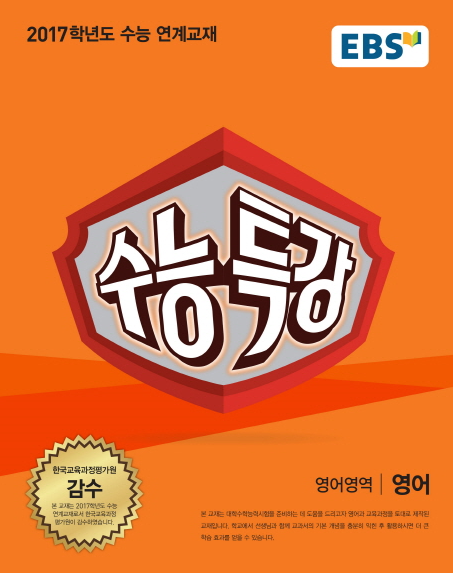 2017학년도 수능 연계교재
EBS
수능특강
한국교육과정평가원
감수
본 교재는 2017학년도 수능
연계교재로서 한국교육과정
평가원이 감수하였습니다.
영어영역 | 영어
본 교재는 대학수학능력시험을 준비하는 데 도움을 드리고자 영어과 교육과정을 토대로 제작된
교재입니다. 학교에서 선생님과 함께 교과서의 기본 개념을 충분히 익힌 후 활용하시면 더 큰
학습 효과를 얻을 수 있습니다.